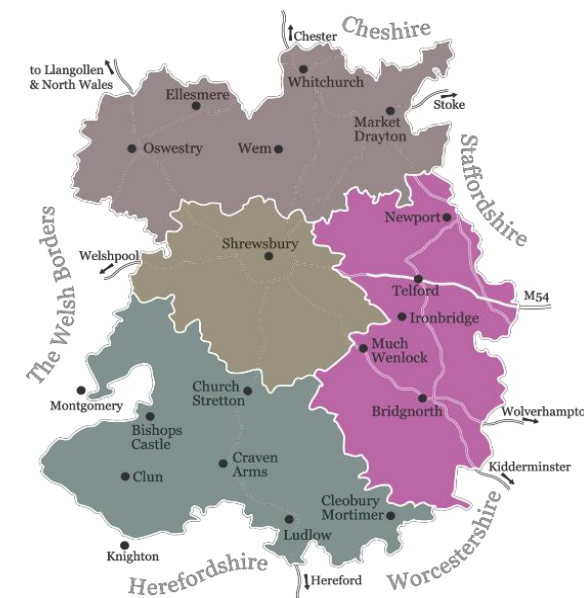 Cheshire
Chester
to Llangollen
& North Wales
Whitchurch
Ellesmere
Stoke
Market
Drayton
Oswestry
Wem
Staffordshire
Newport
Shrewsbury
Welshpool
The Welsh Borders
Telford
M54
Ironbridge
Much
Wenlock
Church
Stretton
Montgomery
Bridgnorth
Bishops
Castle
Wolverhampto
Craven
Arms
Kidderminster
Clun
Cleobury
Mortimer
Ludlow
Knighton
Herefordshire
Hereford
Worcestershire